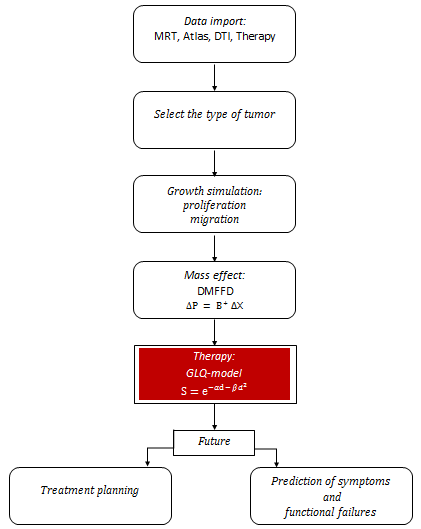 Data import:
MRT, Atlas, DTI, Therapy
Select the type of tumor
Growth simulation:
proliferation
migration
Mass effect:
DMFFD
ΔP = B⁺ ΔX
Therapy:
GLQ-model
S = e^{−αd−βd²}
Future
Treatment planning
Prediction of symptoms
and
functional failures